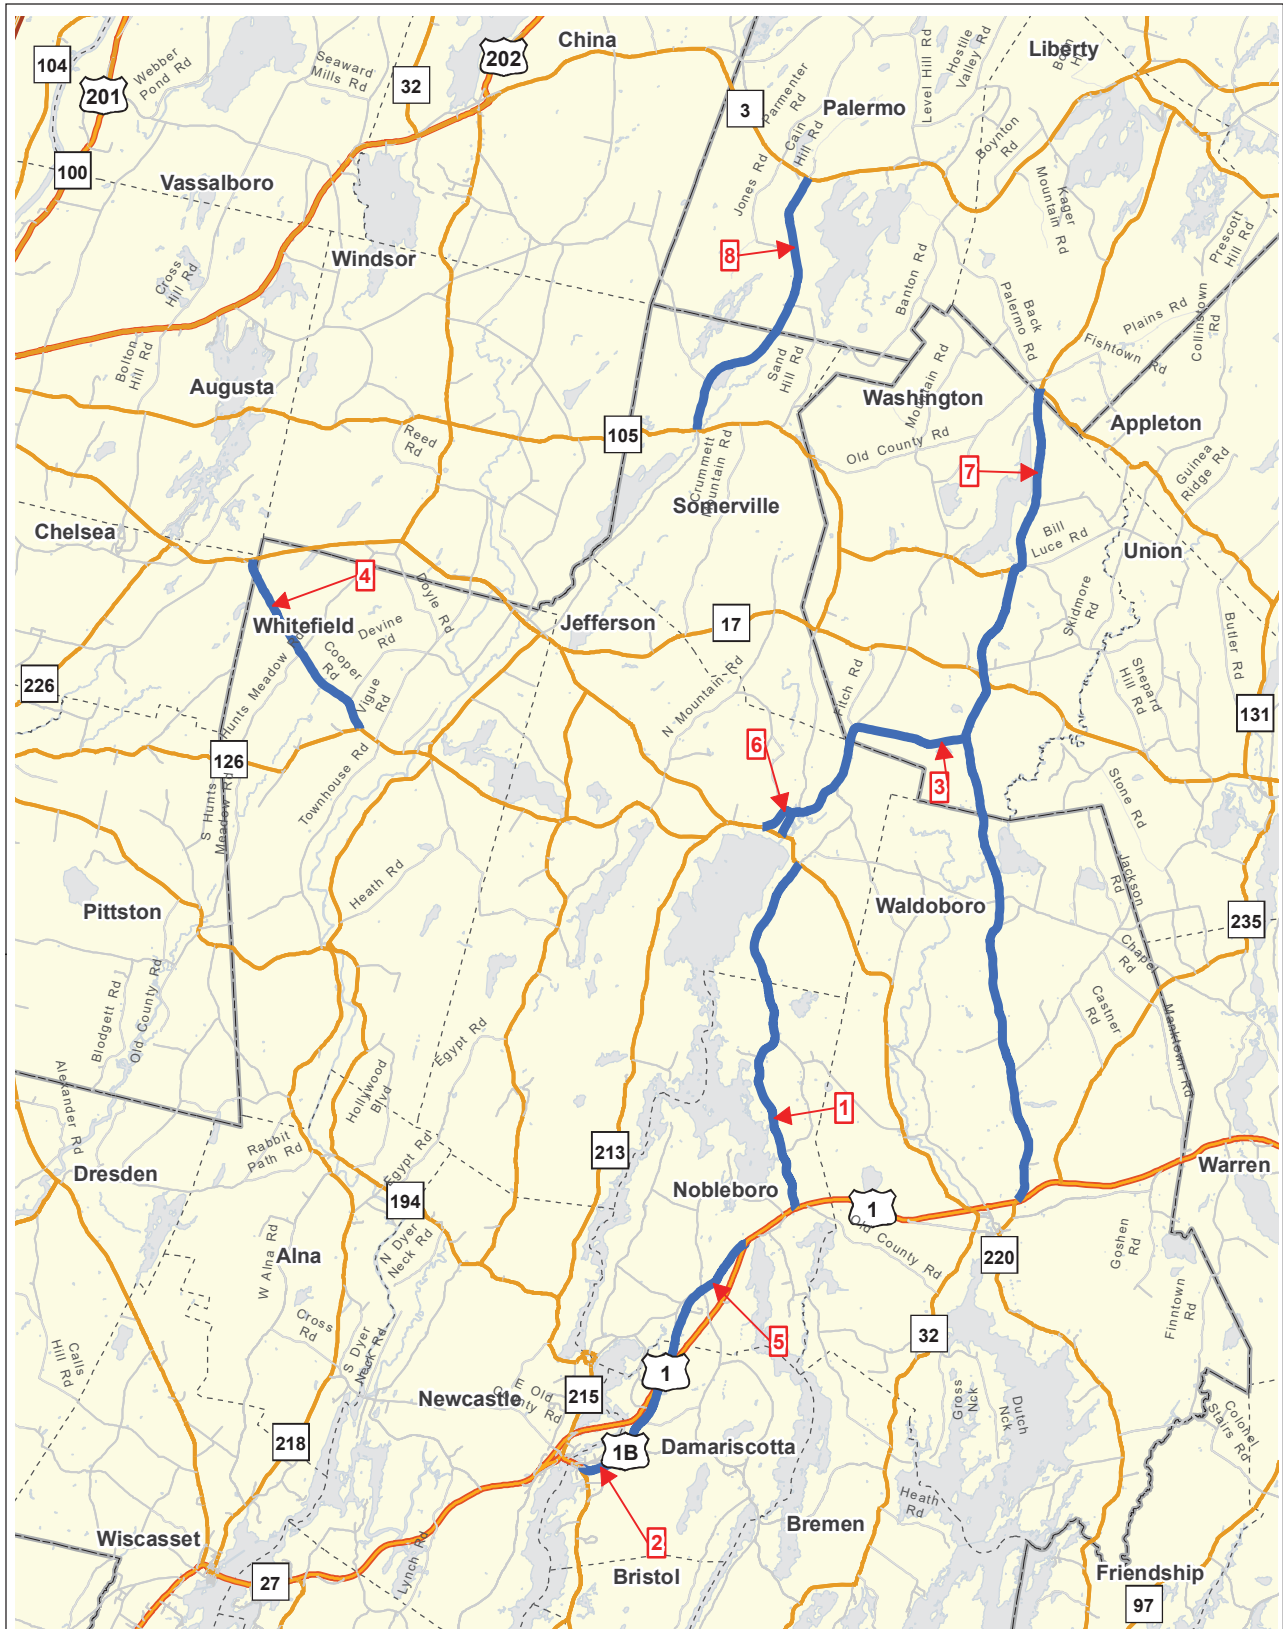 China
Liberty
104
Webber
Pond Rd
Seaward
Mills Rd
202
32
201
3
Parmenter
Rd
Palermo
Level Hill Rd
Hostile
Valley Rd
Cain
Hill Rd
Boynton
Rd
100
Vassalboro
Jones Rd
Kager
Mountain Rd
Prescott
Hill Rd
Windsor
8
Cross
Hill Rd
Banton Rd
Back
Palermo Rd
Plains Rd
Collinstown
Rd
Fishtown Rd
Bolton
Hill Rd
Sand
Hill Rd
Augusta
Washington
Mountain Rd
Appleton
105
Reed
Rd
Old County Rd
Crummett
Mountain Rd
7
Guinea
Ridge Rd
Somerville
Chelsea
Bill
Luce Rd
Union
4
Doyle Rd
Skidmore
Rd
Whitefield
Devine
Rd
Jefferson
17
Butler Rd
Cooper
Rd
Hunts Meadow Rd
226
Vigue
Rd
N Mountain Rd
Fitch Rd
Shepard
Hill Rd
131
126
6
Townhouse Rd
3
S Hunts
Meadow Rd
Stone Rd
Heath Rd
Jackson
Rd
Pittston
Waldoboro
235
Chapel
Rd
Blodgett Rd
Old County Rd
Castner
Rd
Manktown Rd
Egypt Rd
Alexander Rd
Hollywood
Blvd
1
Rabbit
Path Rd
213
Dresden
Egypt Rd
Warren
Nobleboro
194
1
Old County Rd
W Alna Rd
Alna
N Dyer
Neck Rd
220
Goshen
Rd
Finntown
Rd
Cross
Rd
5
32
Calls
Hill Rd
S Dyer
Neck Rd
1
Newcastle
E Old
County Rd
215
Gross
Nck
Dutch
Nck
Colonel
Stairs Rd
218
1B
Damariscotta
Heath
Rd
Wiscasset
2
Bremen
Lynch Rd
27
Bristol
Friendship
97